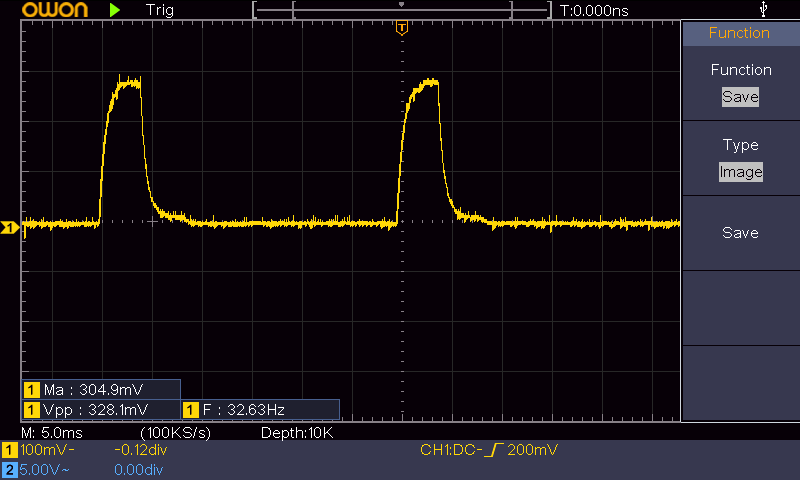 OWON Trig T:0.000ns
T
Function
Function
Save
Type
Image
1
Save
1 Ma : 304.9mV
1 Vpp : 328.1mV 1 F : 32.63Hz
M: 5.0ms (100KS/s) Depth:10K
1 100mV- -0.12div CH1:DC- 200mV
2 5.00V~ 0.00div